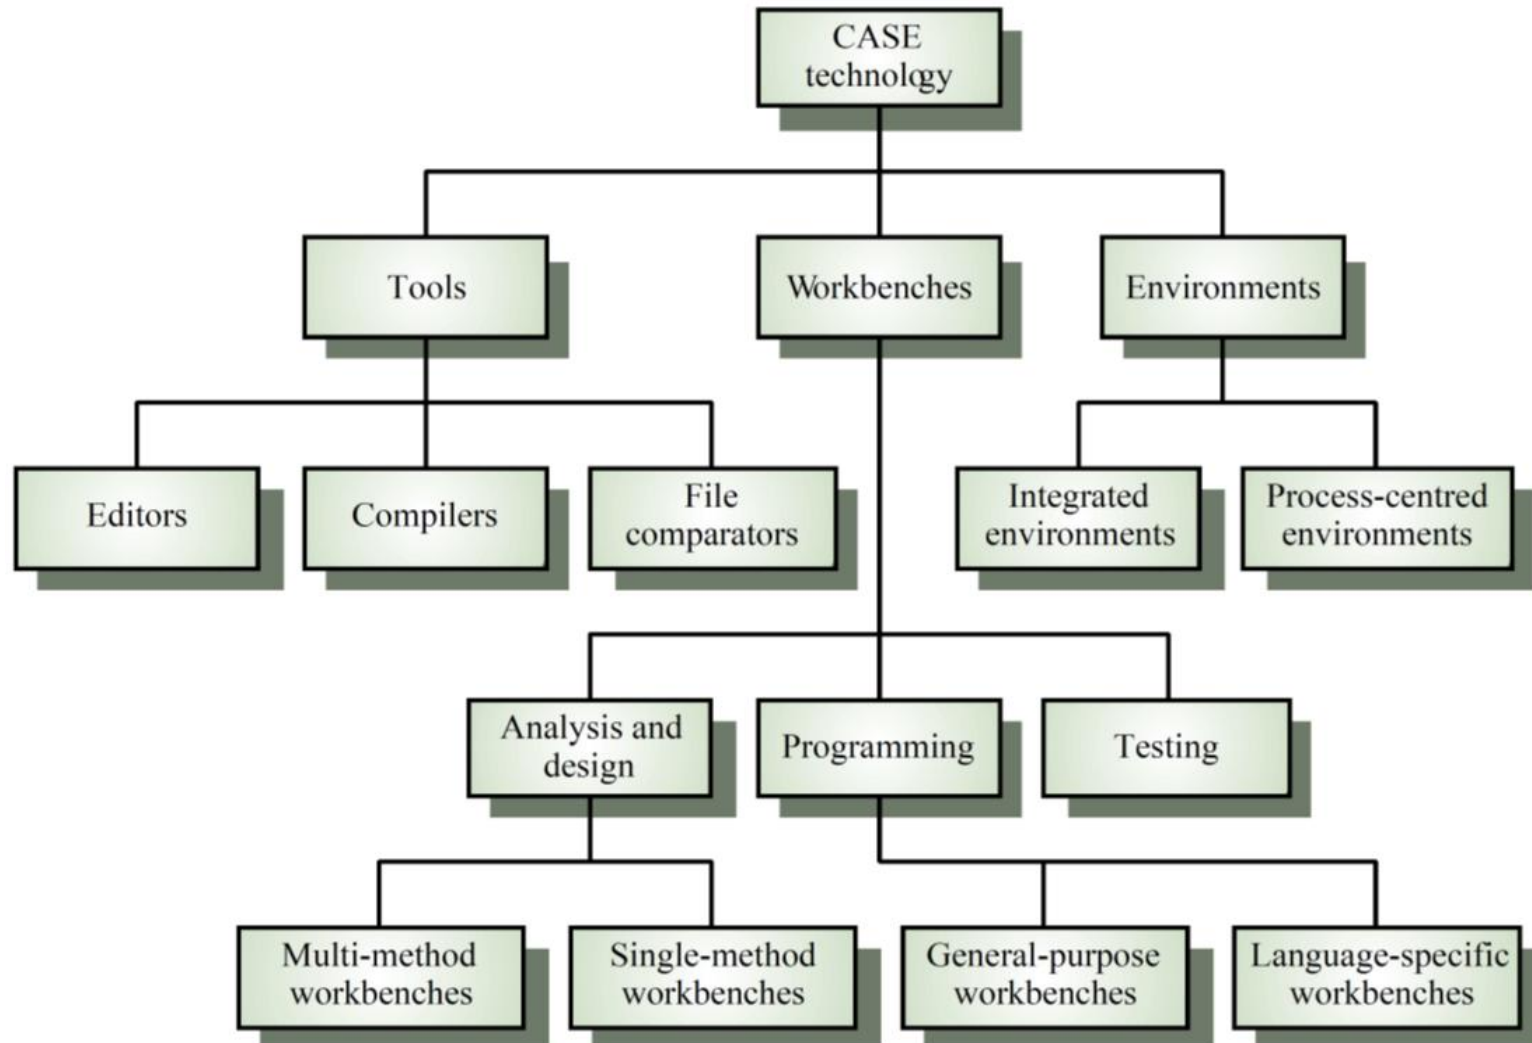 CASE
technology
Tools
Workbenches
Environments
Editors
Compilers
File
comparators
Integrated
environments
Process-centred
environments
Analysis and
design
Programming
Testing
Multi-method
workbenches
Single-method
workbenches
General-purpose
workbenches
Language-specific
workbenches